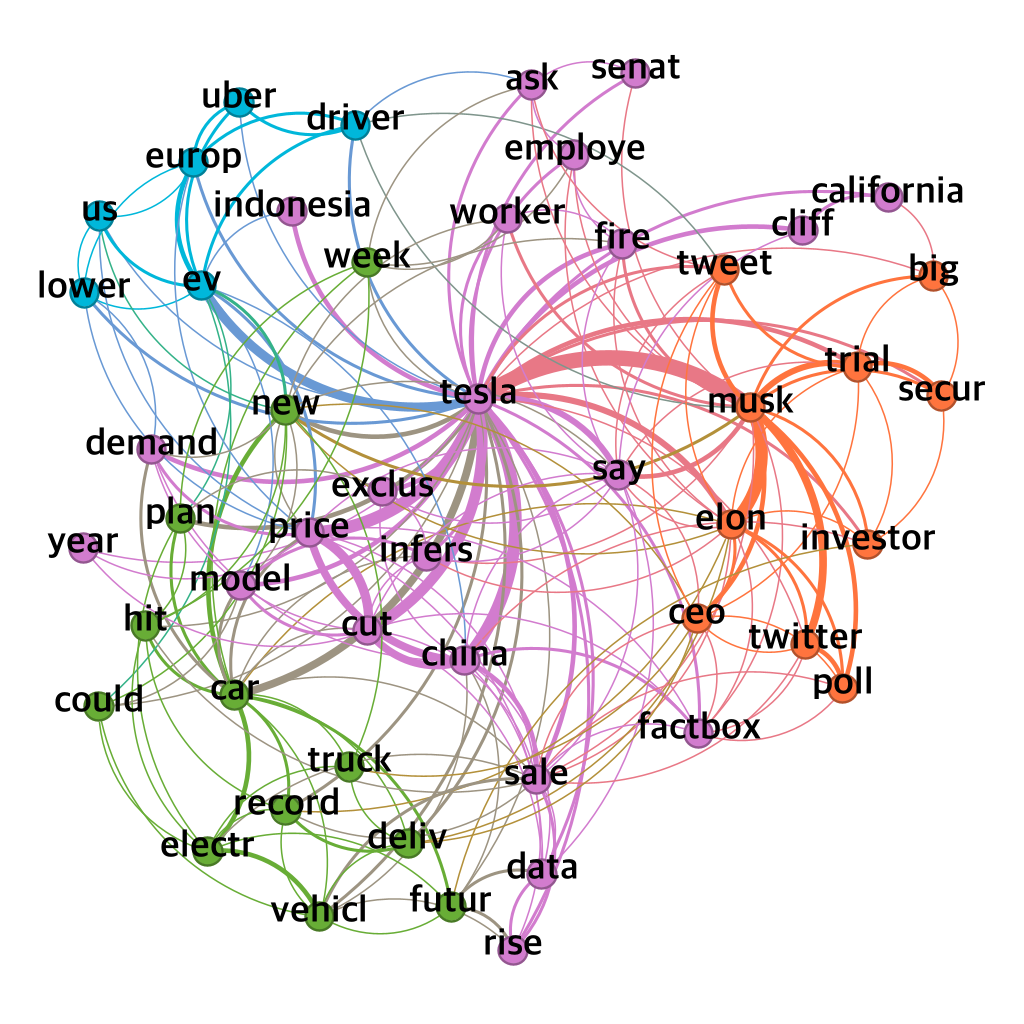 senat
ask
uber
driver
employe
europ
california
indonesia
us
worker
cliff
fire
week
tweet
big
ev
lower
trial
secur
tesla
musk
new
demand
say
exclus
plan
price
elon
year
infers
investor
model
hit
cut
ceo
twitter
china
car
poll
could
factbox
truck
sale
record
deliv
electr
data
futur
vehicl
rise